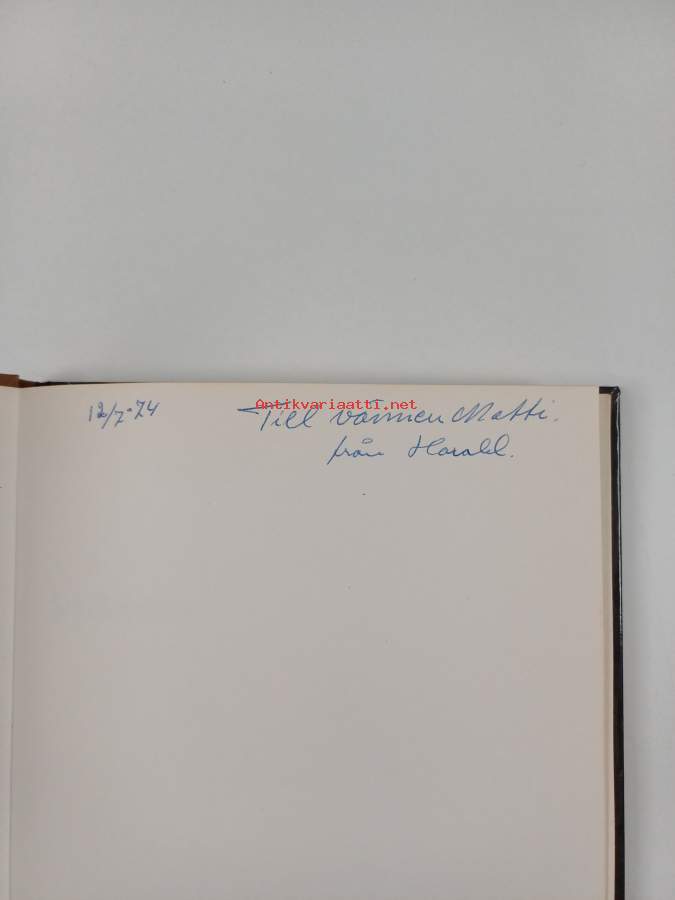 12/7-74 Till vännen Matti.
från Harald.
Antikvariaatti.net